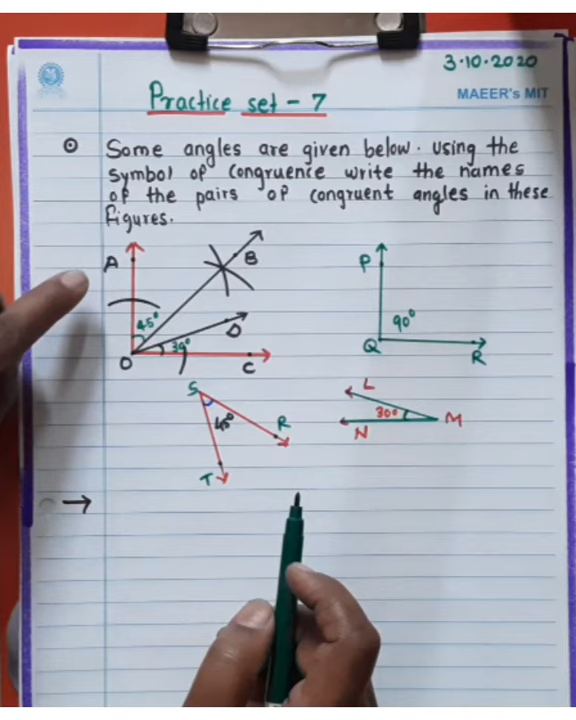 3.10.2020
MAEER's MIT
Practice set - 7
Some angles are given below. Using the
symbol of congruence write the names
of the pairs of congruent angles in these
figures.
A
B
45°
D
30°
O
C
P
90°
Q
R
S
45°
R
T
L
30°
M
N